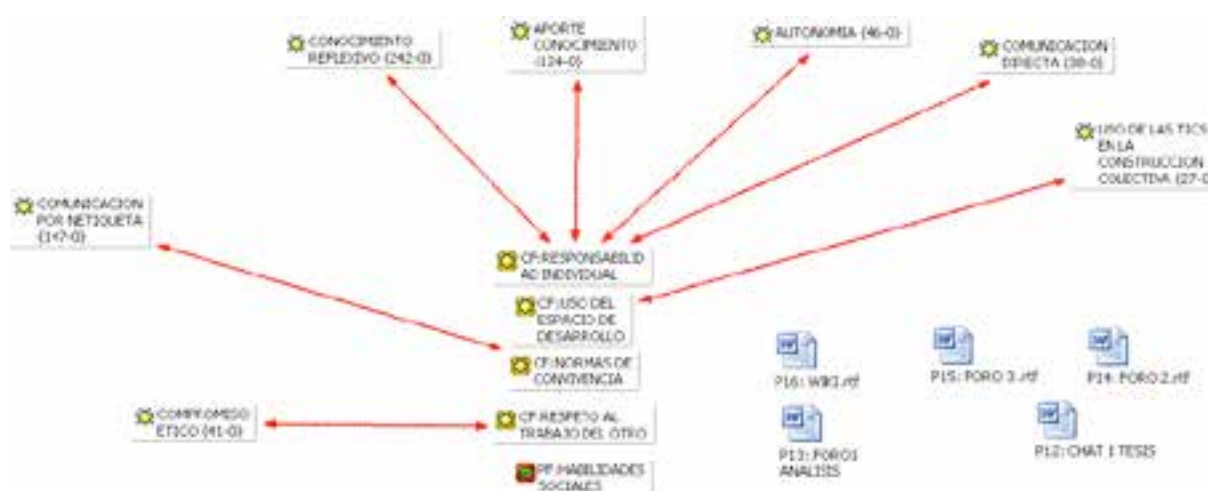 CONOCIMIENTO
REFLEXIVO {242-0}
APORTE
CONOCIMIENTO
{134-0}
AUTONOMIA {46-0}
COMUNICACION
DIRECTA {38-0}
USO DE LAS TICS
EN LA
CONSTRUCCION
COLECTIVA {27-0
COMUNICACION
POR NETIQUETA
{147-0}
CF:RESPONSABILID
AD INDIVIDUAL
CF:USO DEL
ESPACIO DE
DESARROLLO
CF:NORMAS DE
CONVIVENCIA
COMPROMISO
ETICO {41-0}
CF:RESPETO AL
TRABAJO DEL OTRO
PF:HABILIDADES
SOCIALES
P16: WIKI.rtf
P15: FORO 3.rtf
P14: FORO 2.rtf
P13: FORO1
ANALISIS
P12: CHAT I TESIS